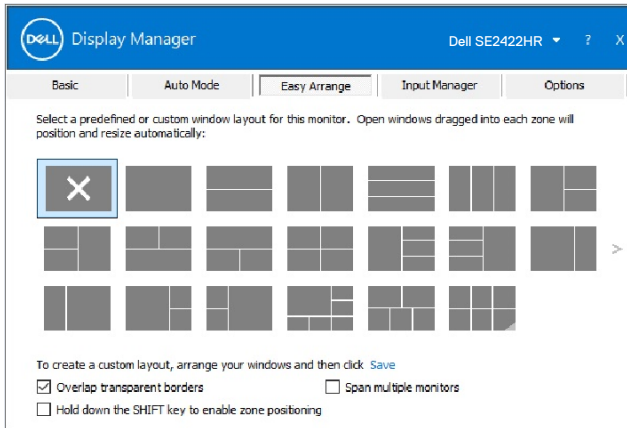 DELL Display Manager Dell SE2422HR ? X
Basic Auto Mode Easy Arrange Input Manager Options
Select a predefined or custom window layout for this monitor. Open windows dragged into each zone will
position and resize automatically:
>
To create a custom layout, arrange your windows and then click Save
Overlap transparent borders Span multiple monitors
Hold down the SHIFT key to enable zone positioning